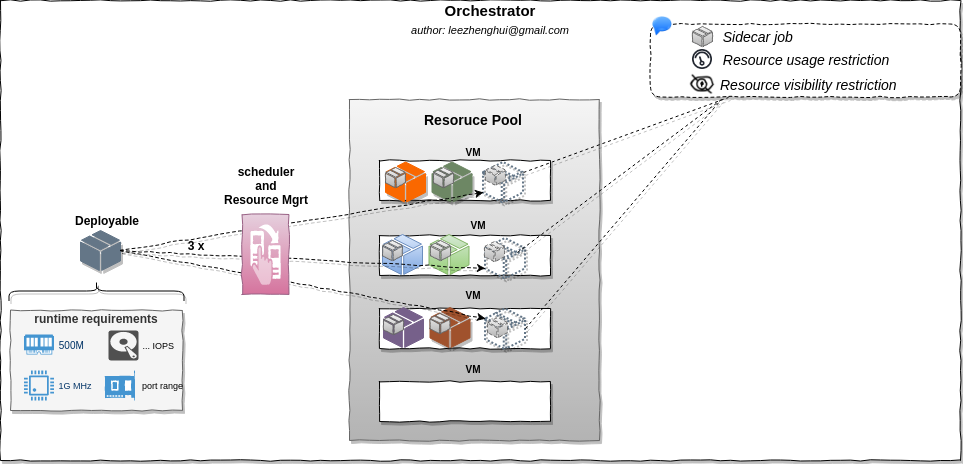 Orchestrator
author: leezhenghui@gmail.com
Sidecar job
Resource usage restriction
Resource visibility restriction
Resoruce Pool
VM
scheduler
and
Resource Mgrt
Deployable
3 x
VM
VM
runtime requirements
500M
... IOPS
1G MHz
port range
VM